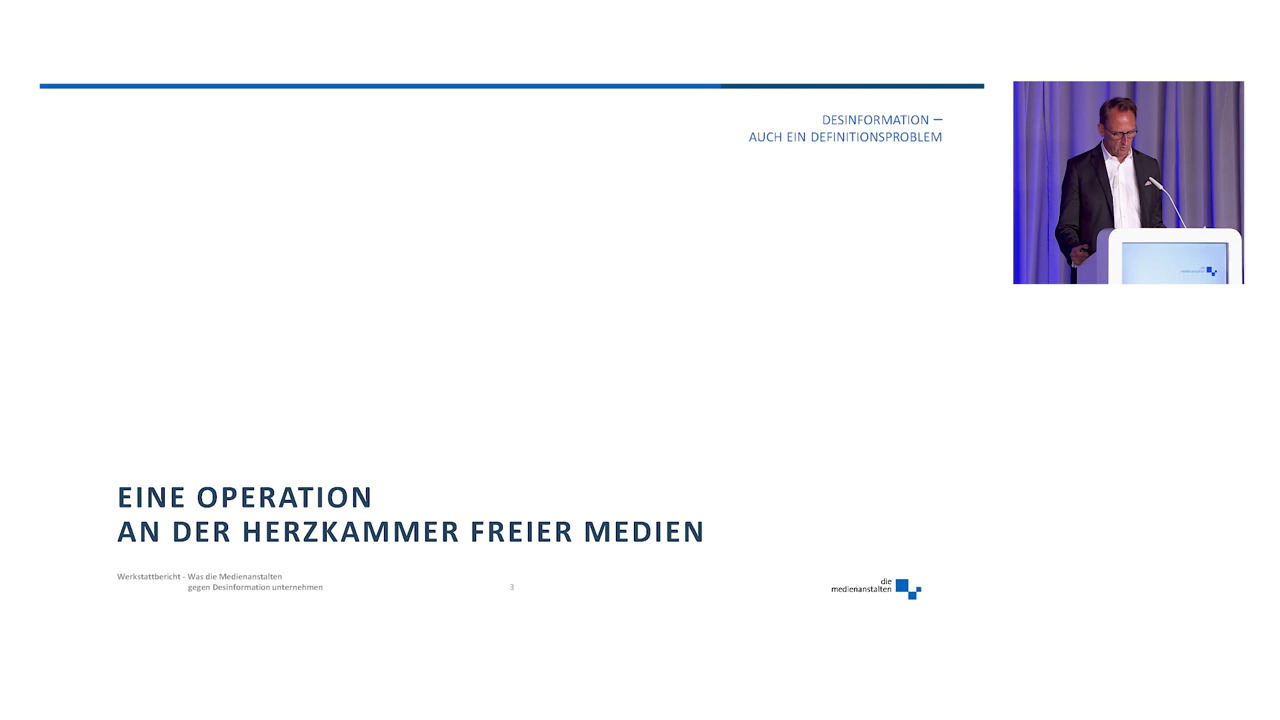 DESINFORMATION –
AUCH EIN DEFINITIONSPROBLEM
EINE OPERATION
AN DER HERZKAMMER FREIER MEDIEN
Werkstattbericht - Was die Medienanstalten
gegen Desinformation unternehmen
3
die
medienanstalten